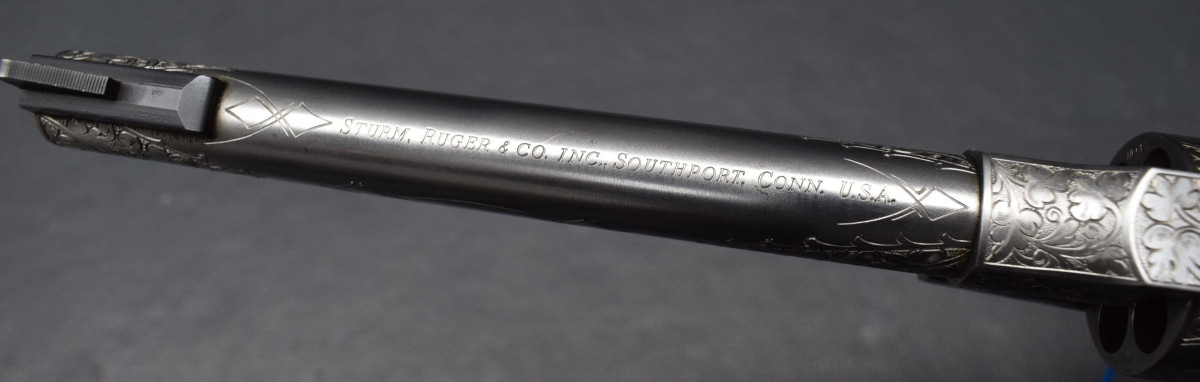 STURM, RUGER & CO. INC., SOUTHPORT, CONN. U.S.A.